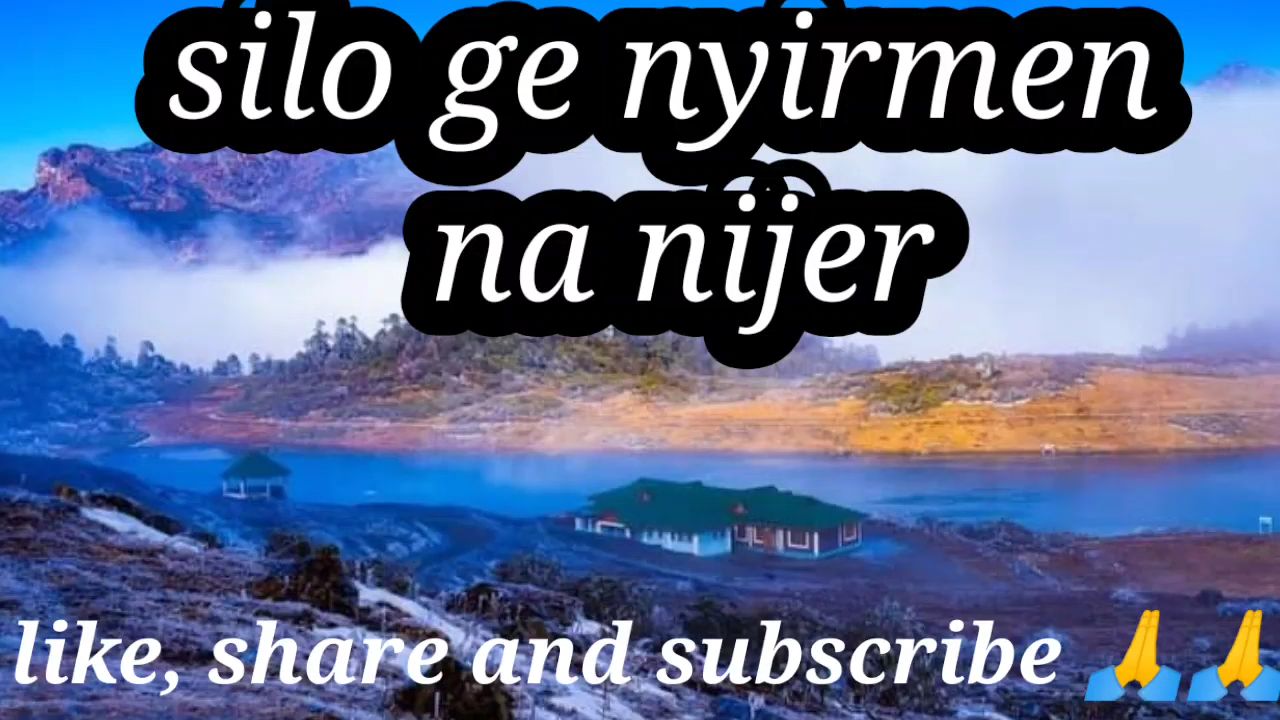 silo ge nyirmen
na nijer
like, share and subscribe 🙏🙏